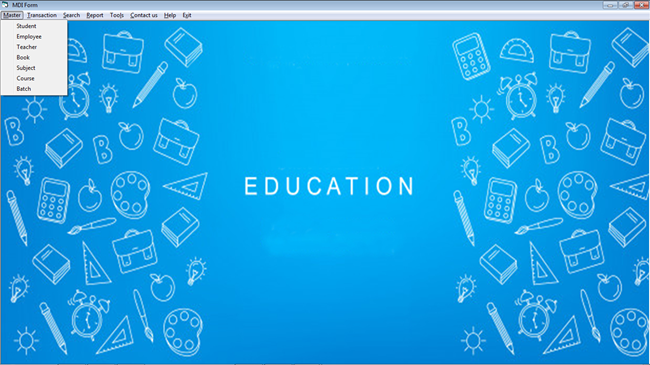 MDI Form
Master Transaction Search Report Tools Contact us Help Exit
Student
Employee
Teacher
Book
Subject
Course
Batch
B
B
B
B
EDUCATION